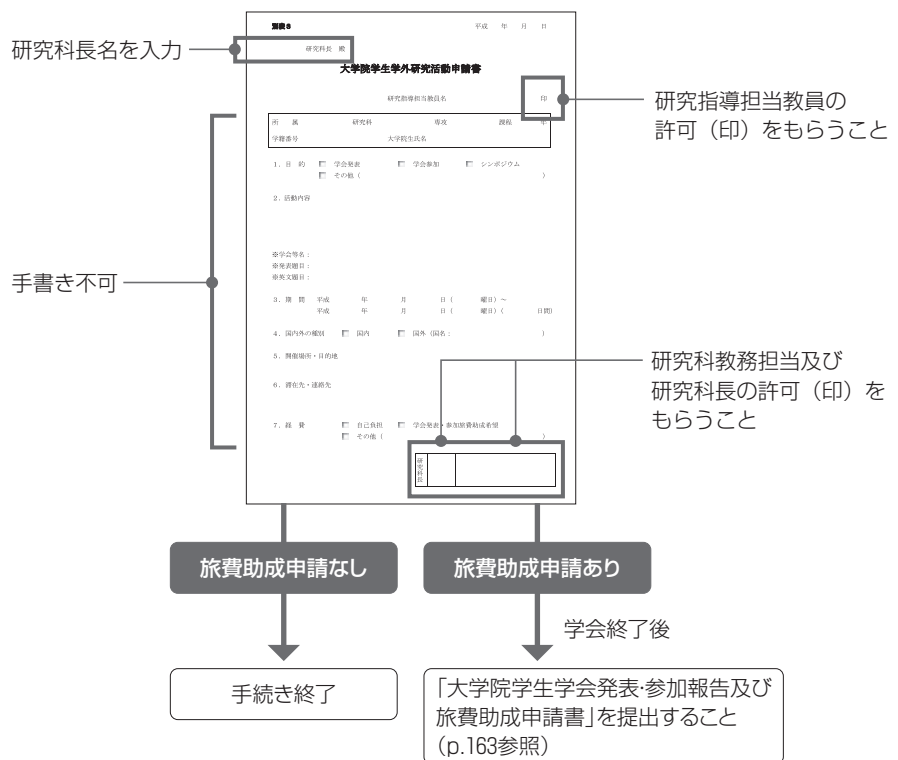 別表8 平成 年 月 日
研究科長 殿
大学院学生学外研究活動申請書
研究指導担当教員名 印
所 属 研究科 専攻 課程 年
学籍番号 大学院生氏名
1．目 的 □ 学会発表 □ 学会参加 □ シンポジウム
□ その他（ ）
2．活動内容
※学会等名：
※発表題目：
※英文題目：
3．期 間 平成 年 月 日（ 曜日）～
平成 年 月 日（ 曜日）（ 日間）
4．国内外の種別 □ 国内 □ 国外（国名： ）
5．開催場所・目的地
6．滞在先・連絡先
7．経 費 □ 自己負担 □ 学会発表・参加旅費助成希望
□ その他（ ）
研究科長
研究科長名を入力
手書き不可
研究指導担当教員の
許可（印）をもらうこと
研究科教務担当及び
研究科長の許可（印）を
もらうこと
旅費助成申請なし
旅費助成申請あり
学会終了後
手続き終了
「大学院学生学会発表・参加報告及び
旅費助成申請書」を提出すること
（p.163参照）